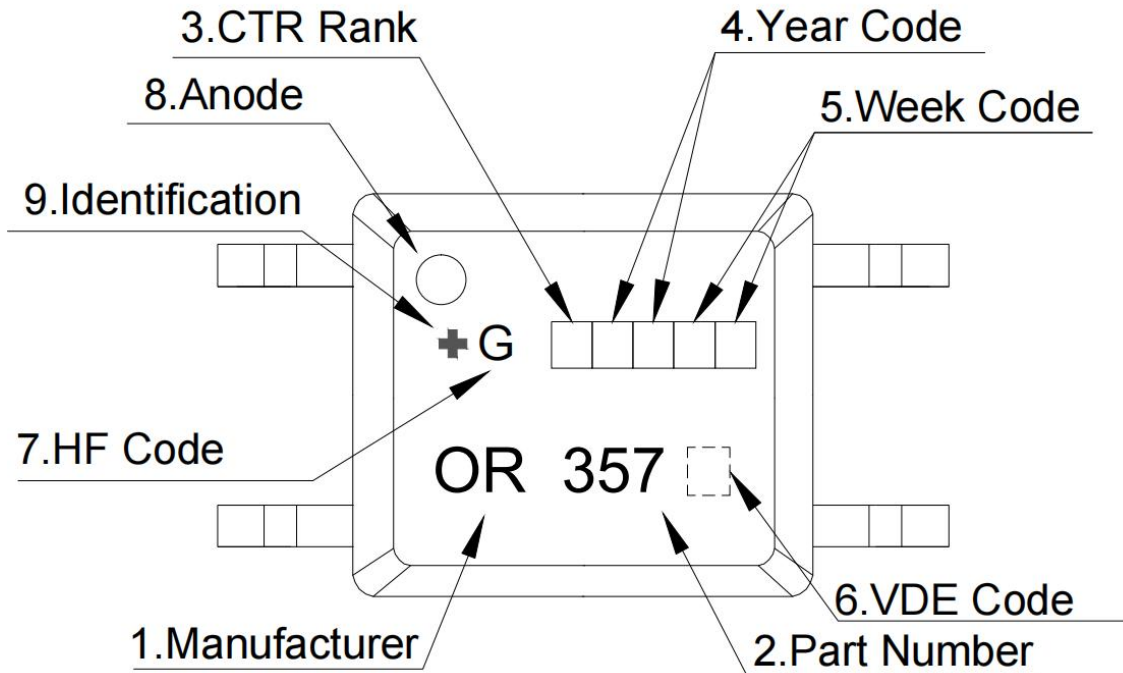 3.CTR Rank
4.Year Code
8.Anode
5.Week Code
9.Identification
G
7.HF Code
OR 357
6.VDE Code
1.Manufacturer
2.Part Number